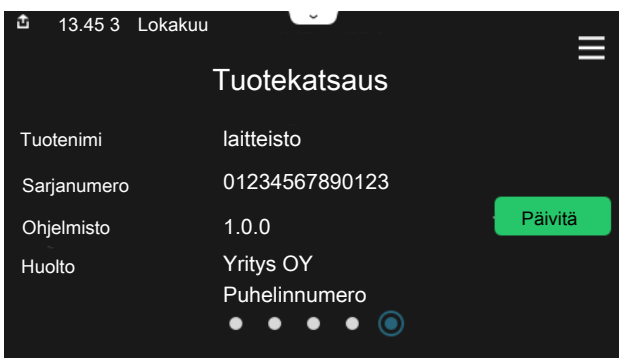 13.45 3 Lokakuu
Tuotekatsaus
Tuotenimi laitteisto
Sarjanumero 01234567890123
Ohjelmisto 1.0.0 Päivitä
Huolto Yritys OY
Puhelinnumero